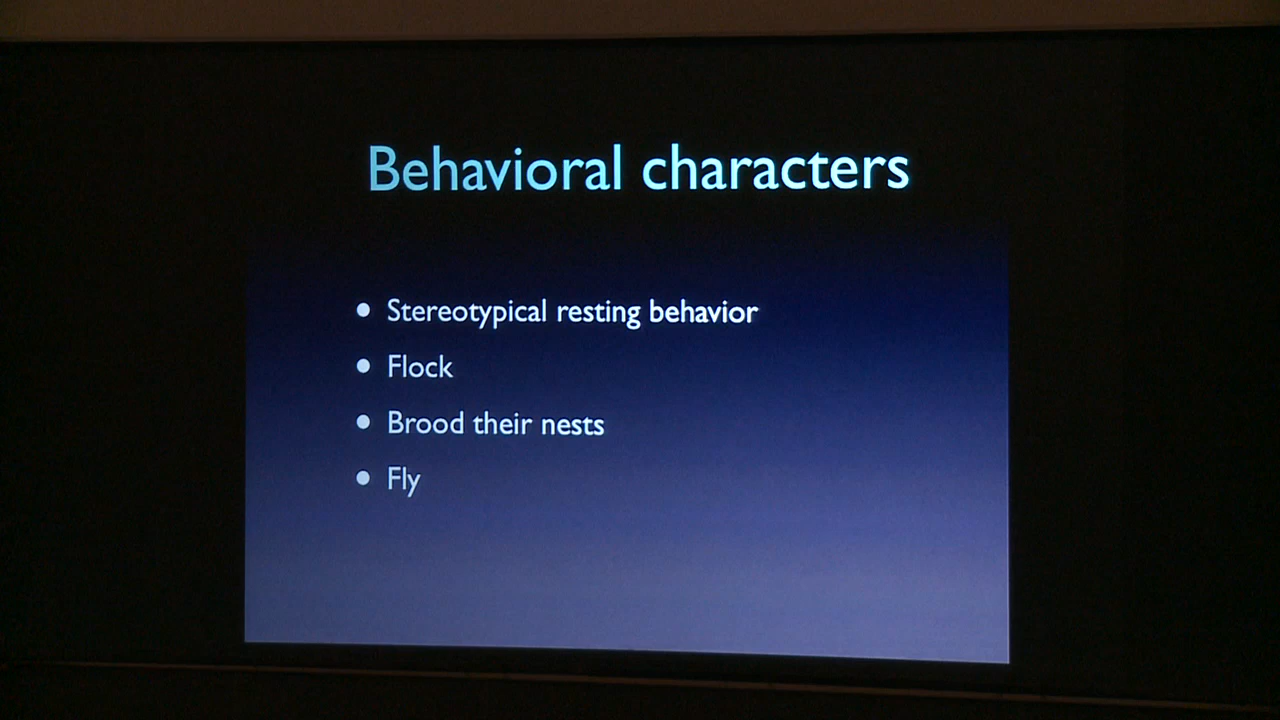 Behavioral characters
• Stereotypical resting behavior
• Flock
• Brood their nests
• Fly